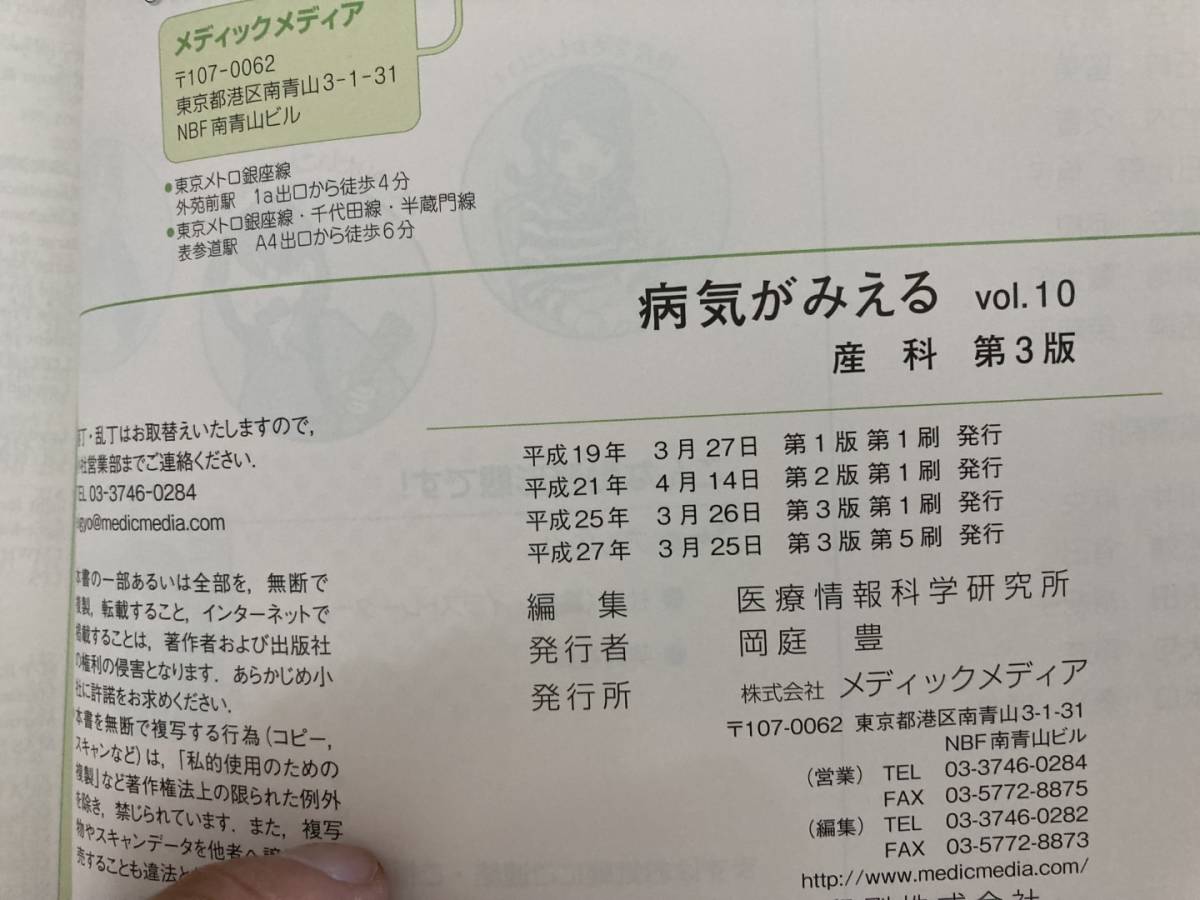 メディックメディア
〒107-0062
東京都港区南青山3-1-31
NBF南青山ビル
●東京メトロ銀座線
外苑前駅 1a出口から徒歩4分
●東京メトロ銀座線・千代田線・半蔵門線
表参道駅 A4出口から徒歩6分
病気がみえる vol.10
産 科 第3版
丁・乱丁はお取替えいたしますので，
社営業部までご連絡ください．
TEL 03-3746-0284
gyo@medicmedia.com
本書の一部あるいは全部を，無断で
複製，転載すること，インターネットで
掲載することは，著作者および出版社
の権利の侵害となります．あらかじめ小
社に許諾をお求めください．
本書を無断で複写する行為（コピー，
スキャンなど）は，「私的使用のための
複製」など著作権法上の限られた例外
を除き，禁じられています．また，複写
物やスキャンデータを他者へ
売することも違法と
平成19年 3月27日 第1版第1刷 発行
平成21年 4月14日 第2版第1刷 発行
平成25年 3月26日 第3版第1刷 発行
平成27年 3月25日 第3版第5刷 発行
編 集 医療情報科学研究所
発行者 岡庭 豊
発行所 株式会社 メディックメディア
〒107-0062 東京都港区南青山3-1-31
NBF南青山ビル
（営業） TEL 03-3746-0284
FAX 03-5772-8875
（編集） TEL 03-3746-0282
FAX 03-5772-8873
http://www.medicmedia.com/
刷株式会社